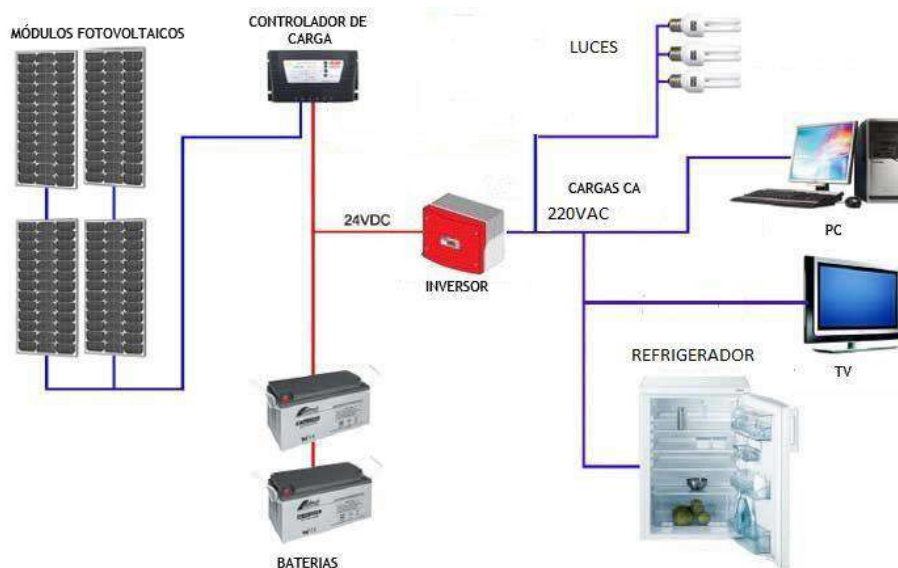 MÓDULOS FOTOVOLTAICOS
CONTROLADOR DE
CARGA
LUCES
CARGAS CA
220VAC
24VDC
INVERSOR
PC
TV
REFRIGERADOR
BATERIAS